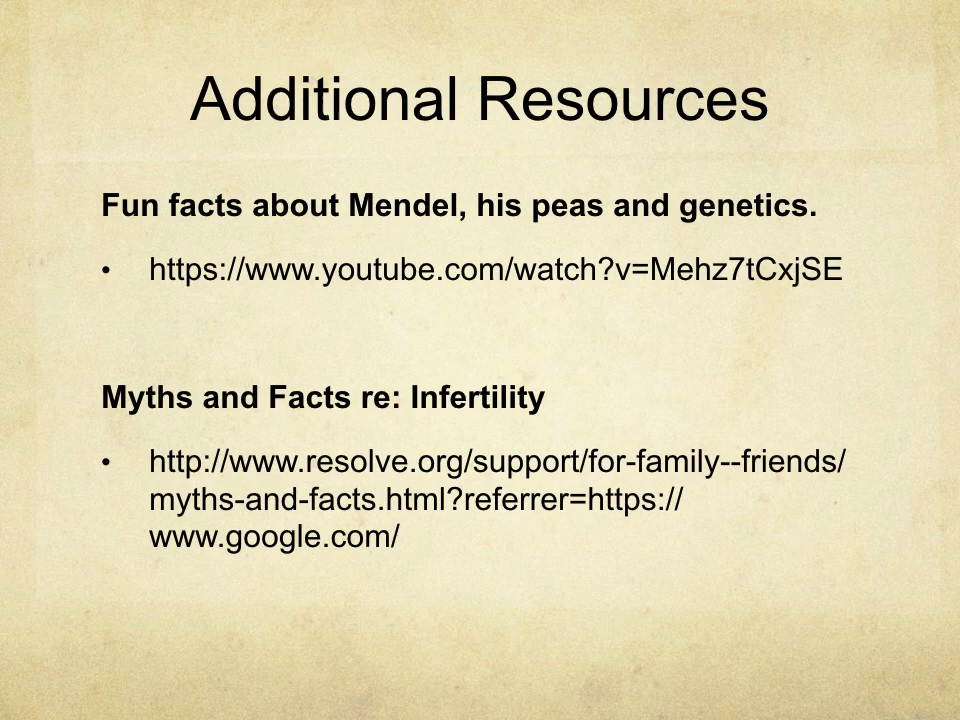 Additional Resources
Fun facts about Mendel, his peas and genetics.
• https://www.youtube.com/watch?v=Mehz7tCxjSE
Myths and Facts re: Infertility
• http://www.resolve.org/support/for-family--friends/
myths-and-facts.html?referrer=https://
www.google.com/